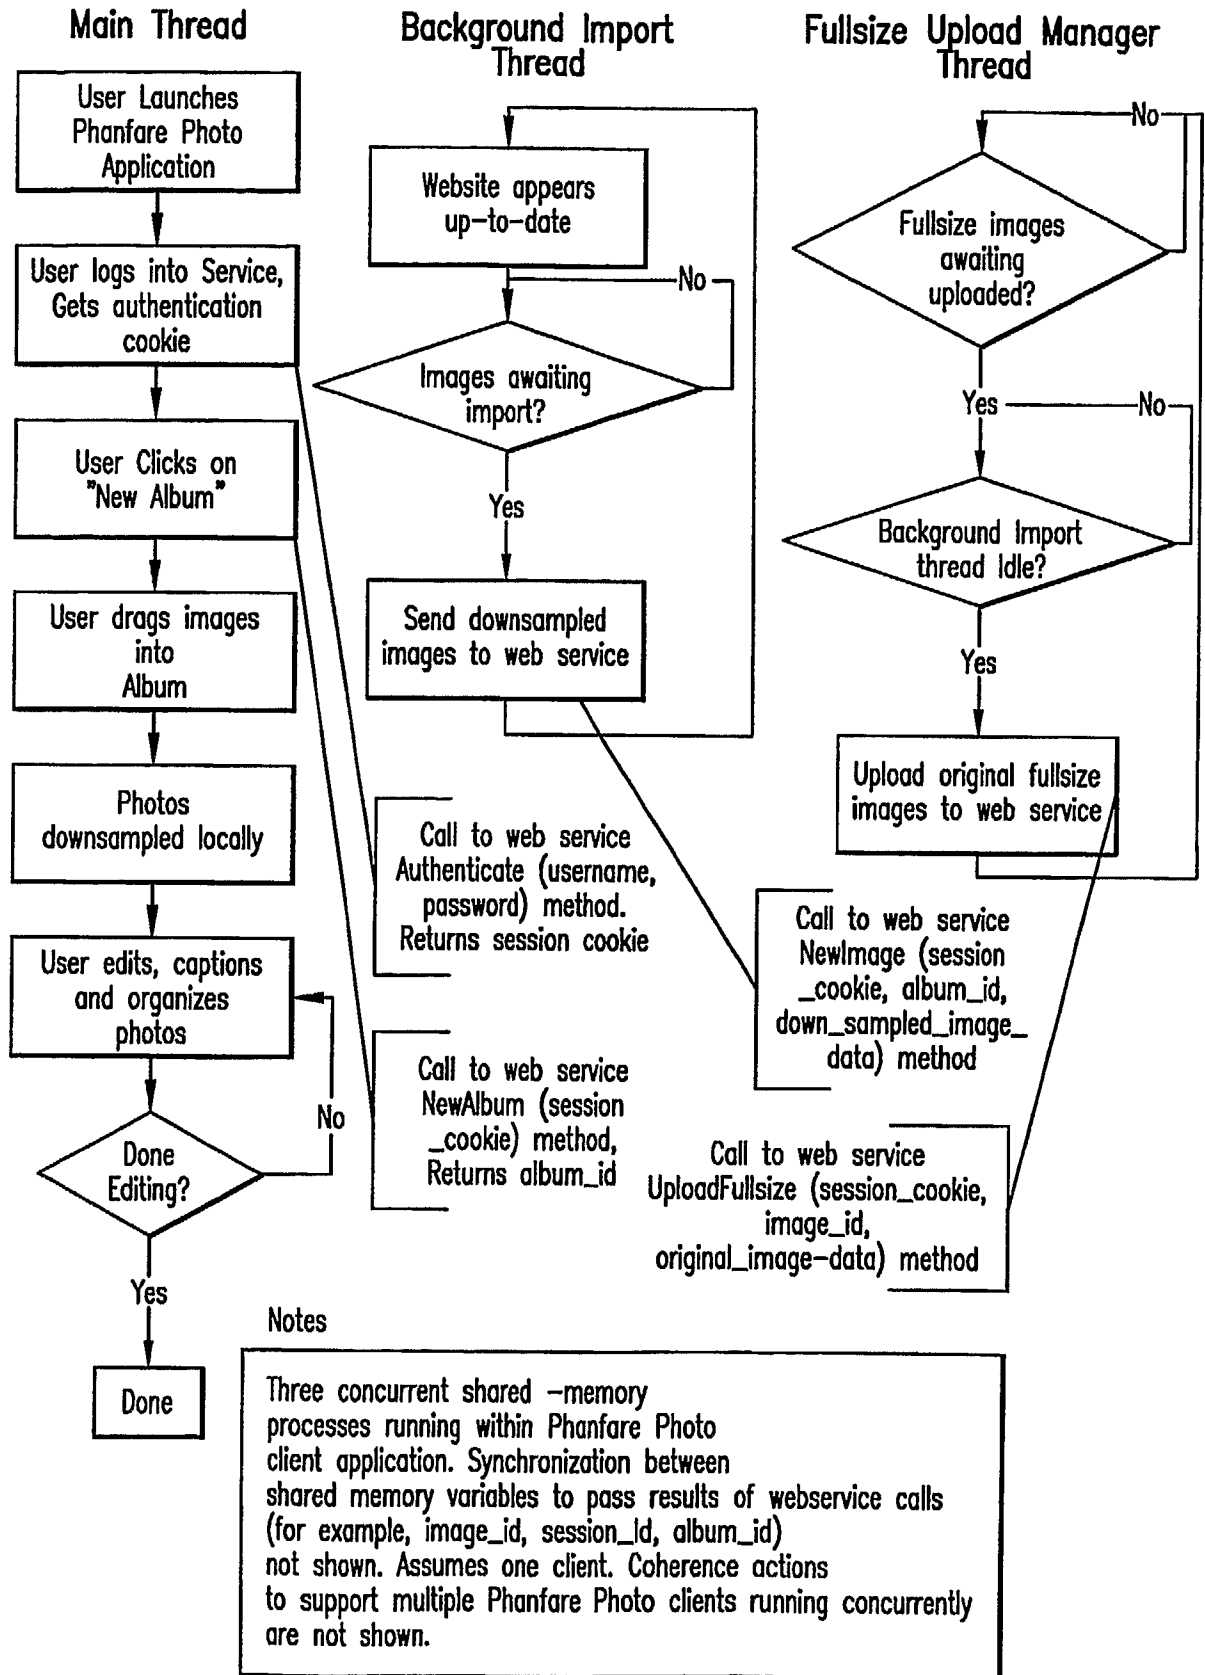 Main Thread
User Launches
Phanfare Photo
Application
User logs into Service,
Gets authentication
cookie
User Clicks on
"New Album"
User drags images
into
Album
Photos
downsampled locally
User edits, captions
and organizes
photos
No
Done
Editing?
Yes
Done
Background Import
Thread
Website appears
up-to-date
No
Images awaiting
import?
Yes
Send downsampled
images to web service
Call to web service
Authenticate (username,
password) method.
Returns session cookie
Call to web service
NewAlbum (session
_cookie) method,
Returns album_id
Fullsize Upload Manager
Thread
No
Fullsize images
awaiting
uploaded?
Yes
No
Background Import
thread Idle?
Yes
Upload original fullsize
images to web service
Call to web service
NewImage (session
_cookie, album_id,
down_sampled_image_
data) method
Call to web service
UploadFullsize (session_cookie,
image_id,
original_image-data) method
Notes
Three concurrent shared -memory
processes running within Phanfare Photo
client application. Synchronization between
shared memory variables to pass results of webservice calls
(for example, image_id, session_id, album_id)
not shown. Assumes one client. Coherence actions
to support multiple Phanfare Photo clients running concurrently
are not shown.